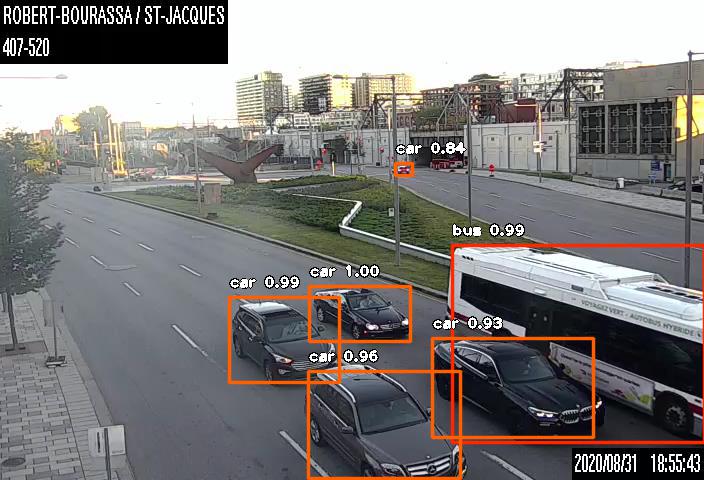 ROBERT-BOURASSA / ST-JACQUES
407-520
car 0.84
bus 0.99
car 0.99
car 1.00
car 0.93
car 0.96
VOYAGEZ VERT - AUTOBUS HYBRIDE
2020/08/31 18:55:43